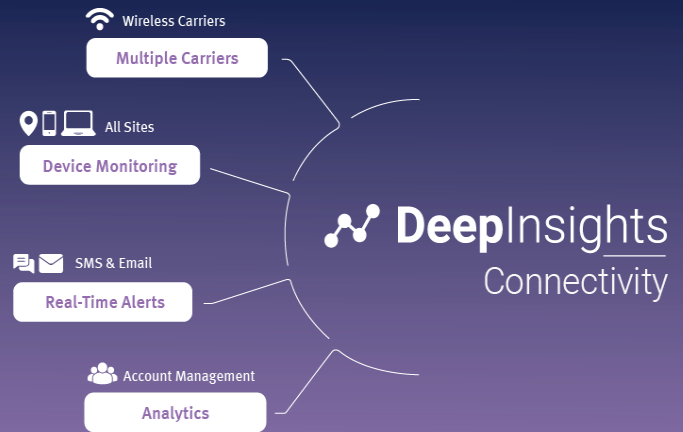 Wireless Carriers
Multiple Carriers
All Sites
Device Monitoring
DeepInsights
Connectivity
SMS & Email
Real-Time Alerts
Account Management
Analytics